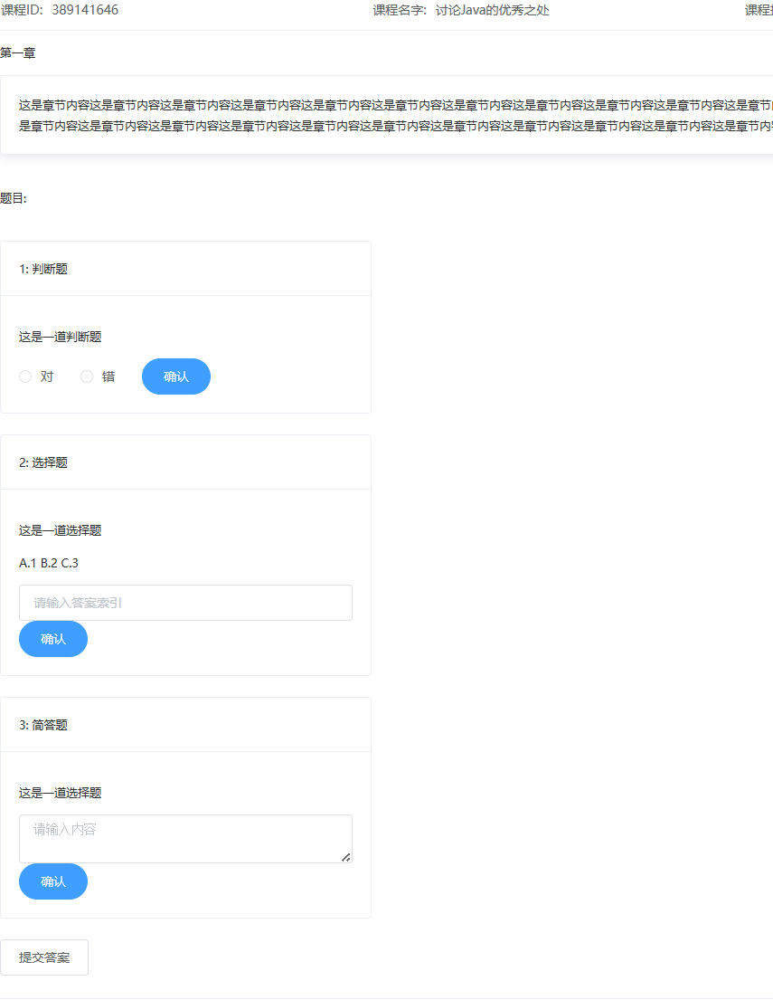 课程ID: 389141646 课程名字: 讨论Java的优秀之处 课程
第一章
这是章节内容这是章节内容这是章节内容这是章节内容这是章节内容这是章节内容这是章节内容这是章节内容这是章节内容这是章节内容这是章节
是章节内容这是章节内容这是章节内容这是章节内容这是章节内容这是章节内容这是章节内容这是章节内容这是章节内容这是章节内容这是章节内
题目:
1: 判断题
这是一道判断题
对 错 确认
2: 选择题
这是一道选择题
A.1 B.2 C.3
请输入答案索引
确认
3: 简答题
这是一道选择题
请输入内容
确认
提交答案